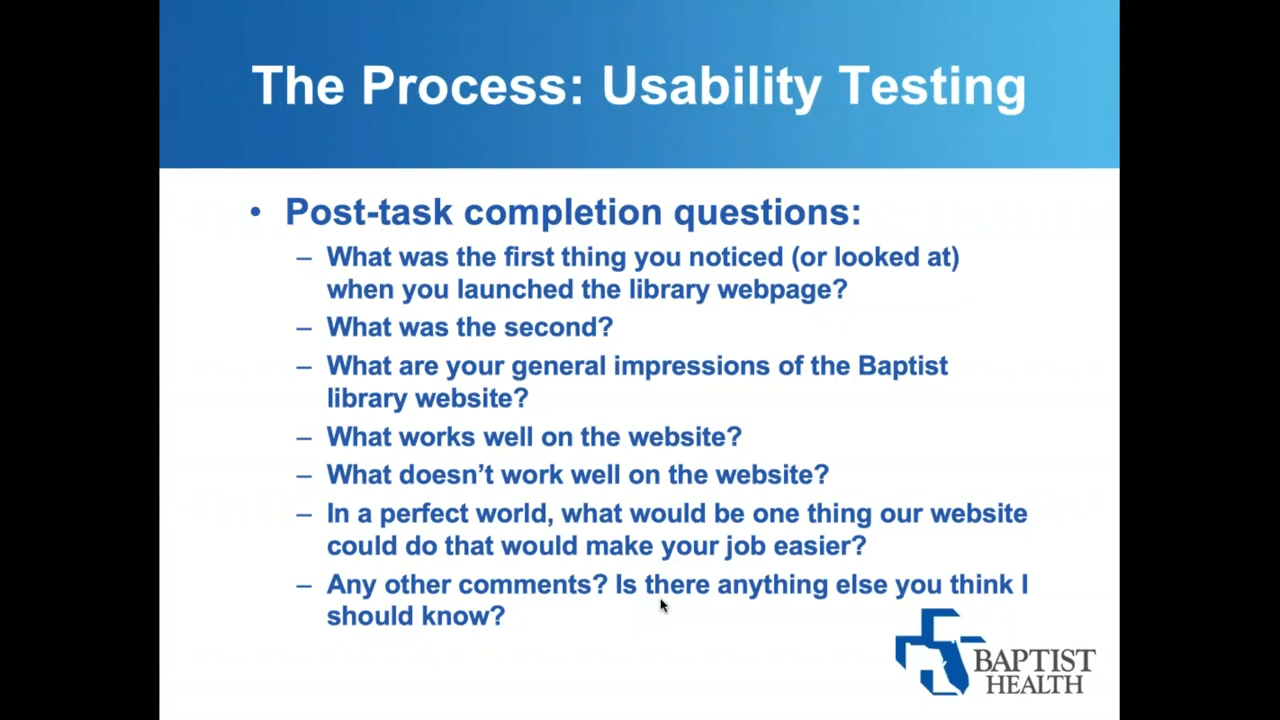 The Process: Usability Testing
• Post-task completion questions:
– What was the first thing you noticed (or looked at)
when you launched the library webpage?
– What was the second?
– What are your general impressions of the Baptist
library website?
– What works well on the website?
– What doesn’t work well on the website?
– In a perfect world, what would be one thing our website
could do that would make your job easier?
– Any other comments? Is there anything else you think I
should know?
BAPTIST
HEALTH